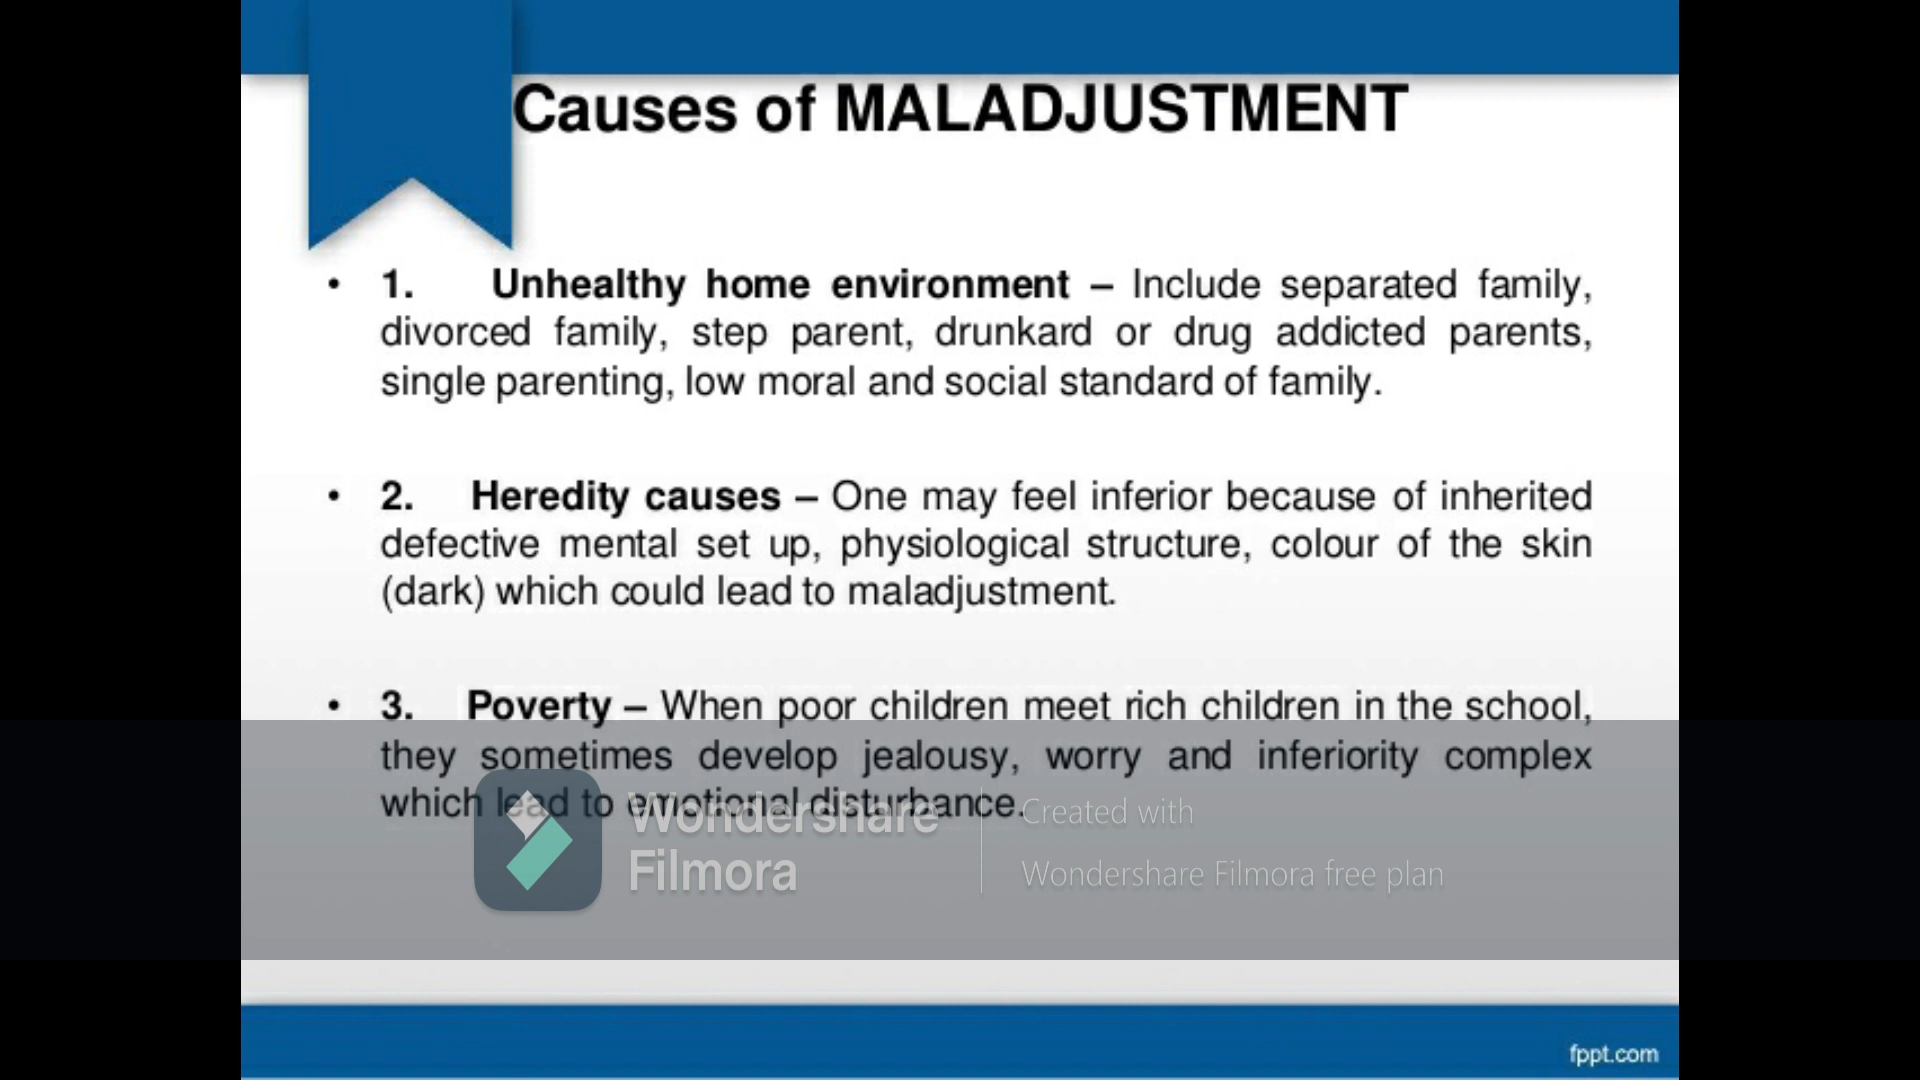 Causes of MALADJUSTMENT
• 1. Unhealthy home environment – Include separated family,
divorced family, step parent, drunkard or drug addicted parents,
single parenting, low moral and social standard of family.
• 2. Heredity causes – One may feel inferior because of inherited
defective mental set up, physiological structure, colour of the skin
(dark) which could lead to maladjustment.
• 3. Poverty – When poor children meet rich children in the school,
they sometimes develop jealousy, worry and inferiority complex
which lead to emotional disturbance.
Wondershare
Filmora
Created with
Wondershare Filmora free plan
fppt.com